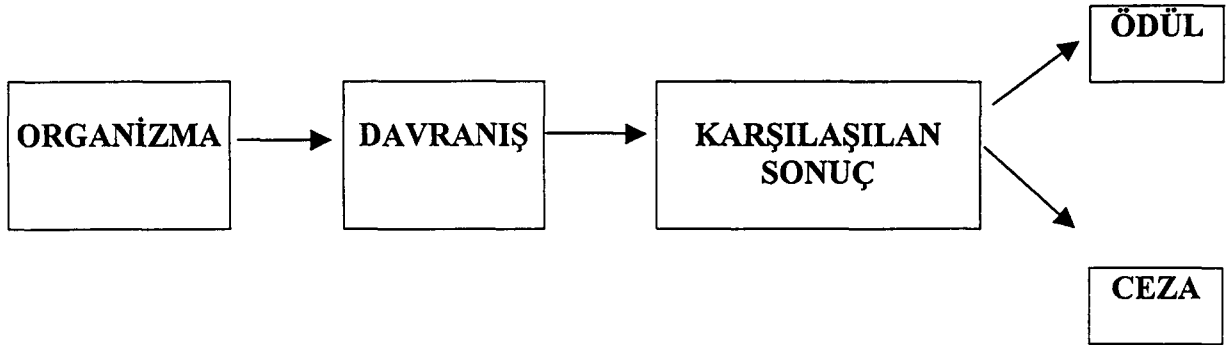 ÖDÜL
ORGANİZMA
DAVRANIŞ
KARŞILAŞILAN
SONUÇ
CEZA